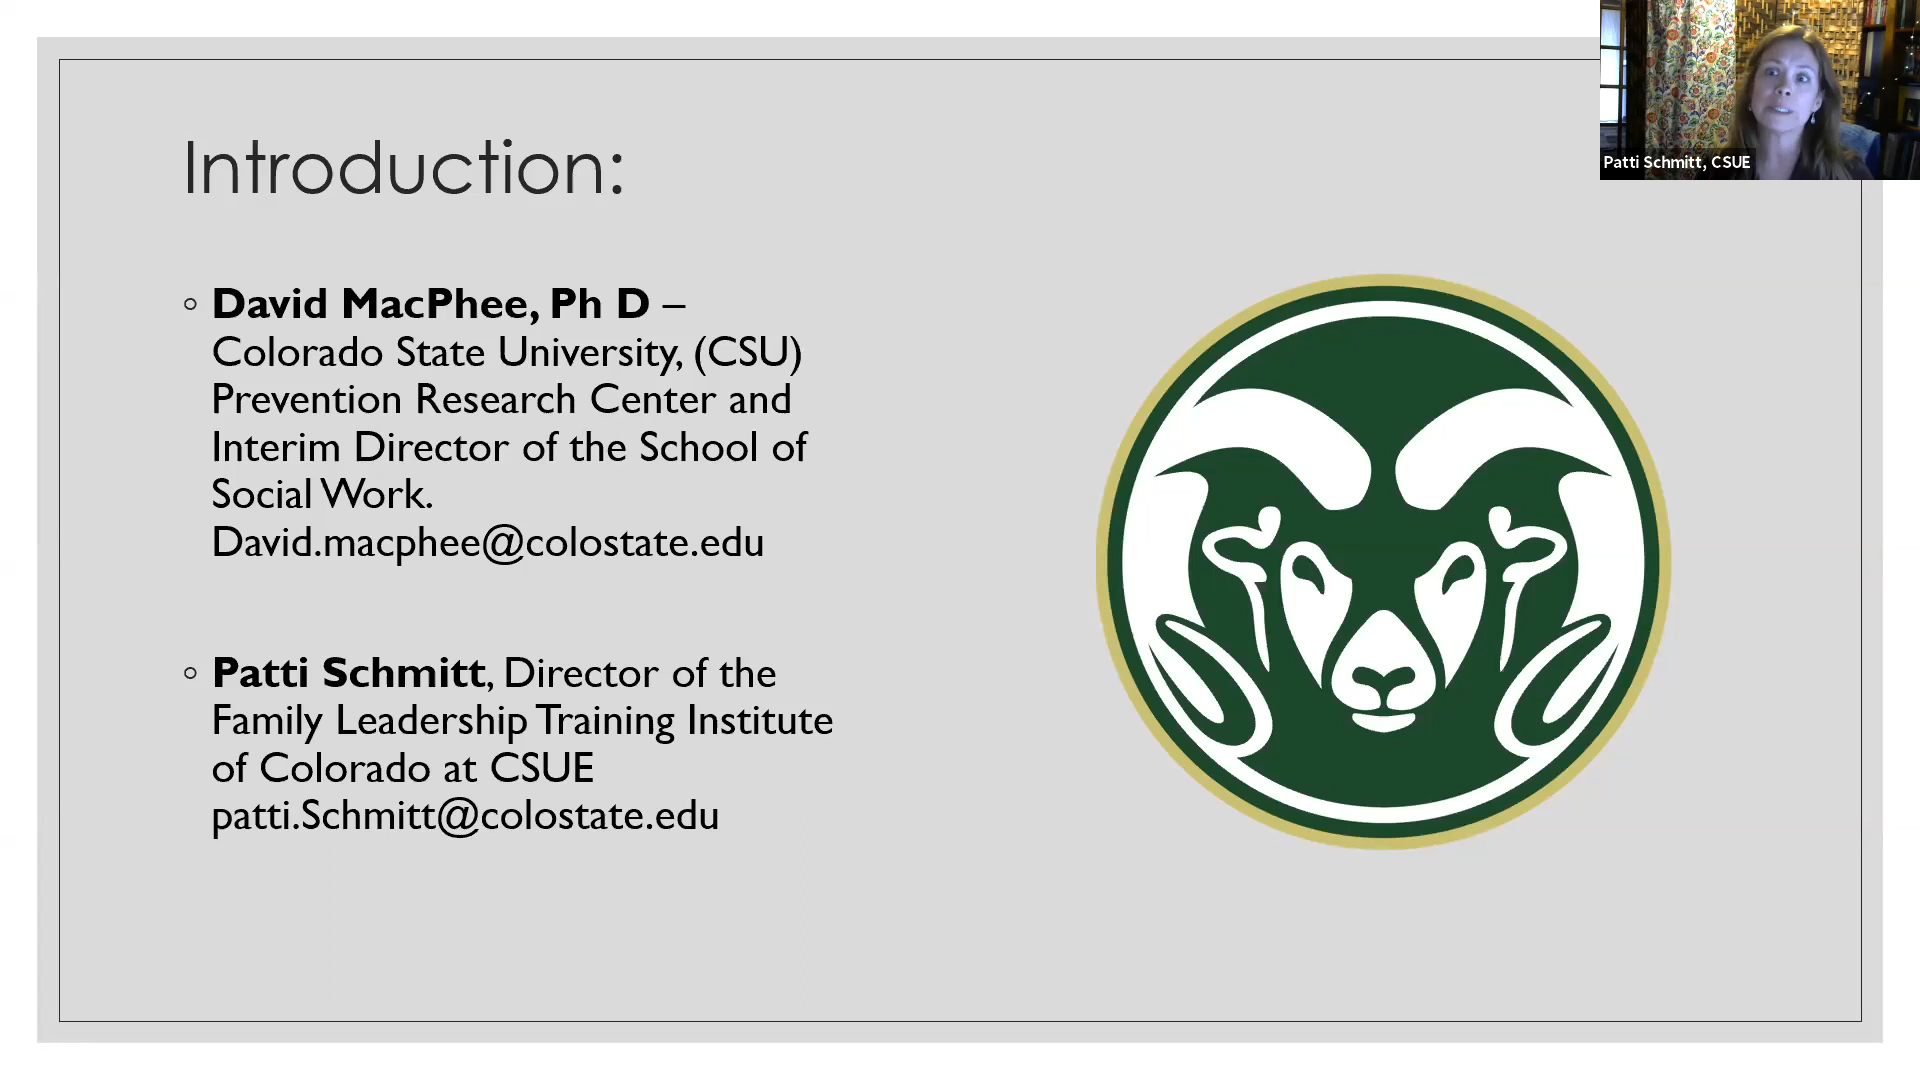 Introduction:
◦ David MacPhee, Ph D –
Colorado State University, (CSU)
Prevention Research Center and
Interim Director of the School of
Social Work.
David.macphee@colostate.edu
◦ Patti Schmitt, Director of the
Family Leadership Training Institute
of Colorado at CSUE
patti.Schmitt@colostate.edu
Patti Schmitt, CSUE